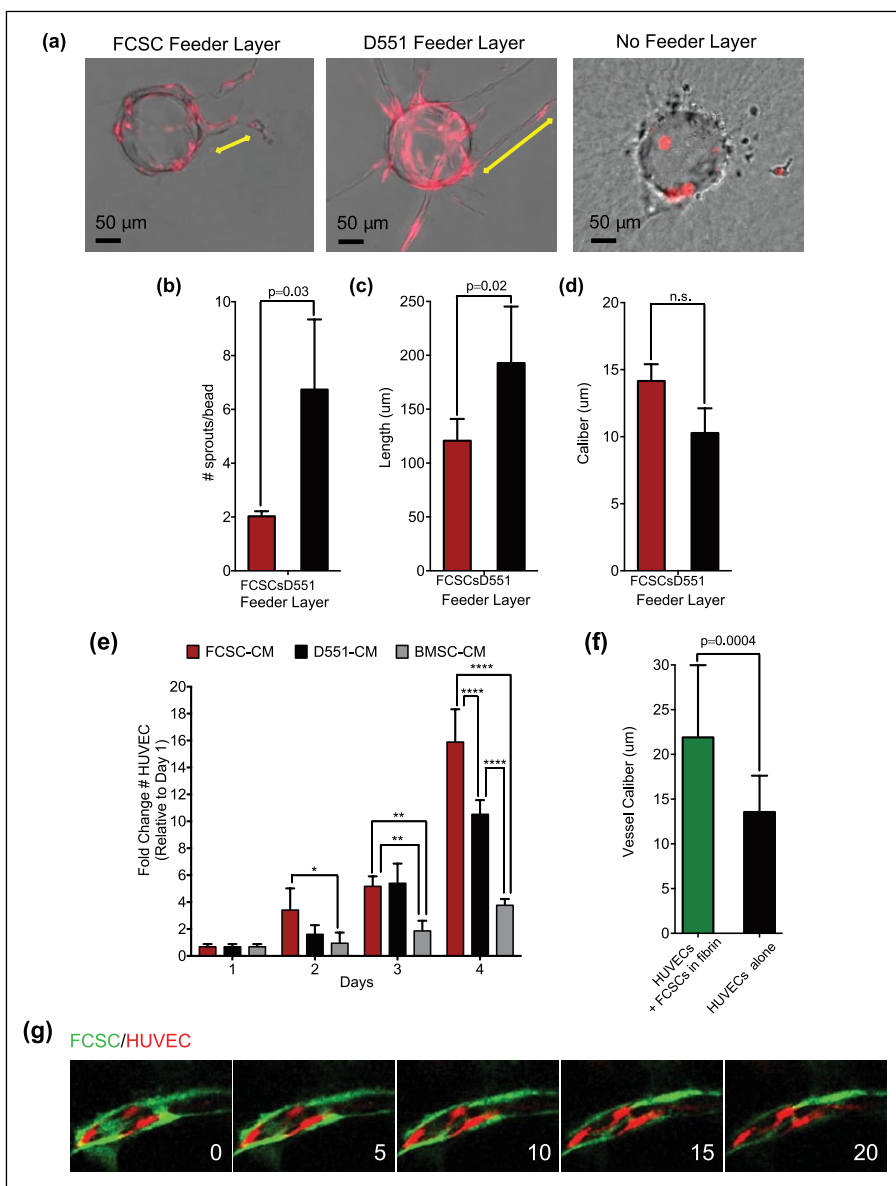 (a)
FCSC Feeder Layer
D551 Feeder Layer
No Feeder Layer
50 µm
50 µm
50 µm
(b)
p=0.03
# sprouts/bead
10
8
6
4
2
0
FCSCsD551
Feeder Layer
(c)
p=0.02
Length (um)
250
200
150
100
50
0
FCSCsD551
Feeder Layer
(d)
n.s.
Caliber (um)
20
15
10
5
0
FCSCsD551
Feeder Layer
(e)
FCSC-CM
D551-CM
BMSC-CM
Fold Change # HUVEC
(Relative to Day 1)
20
18
16
14
12
10
8
6
4
2
0
*
**
**
****
****
****
1
2
3
4
Days
(f)
p=0.0004
Vessel Caliber (um)
30
25
20
15
10
5
0
HUVECs
+ FCSCs in fibrin
HUVECs alone
(g)
FCSC/HUVEC
0
5
10
15
20